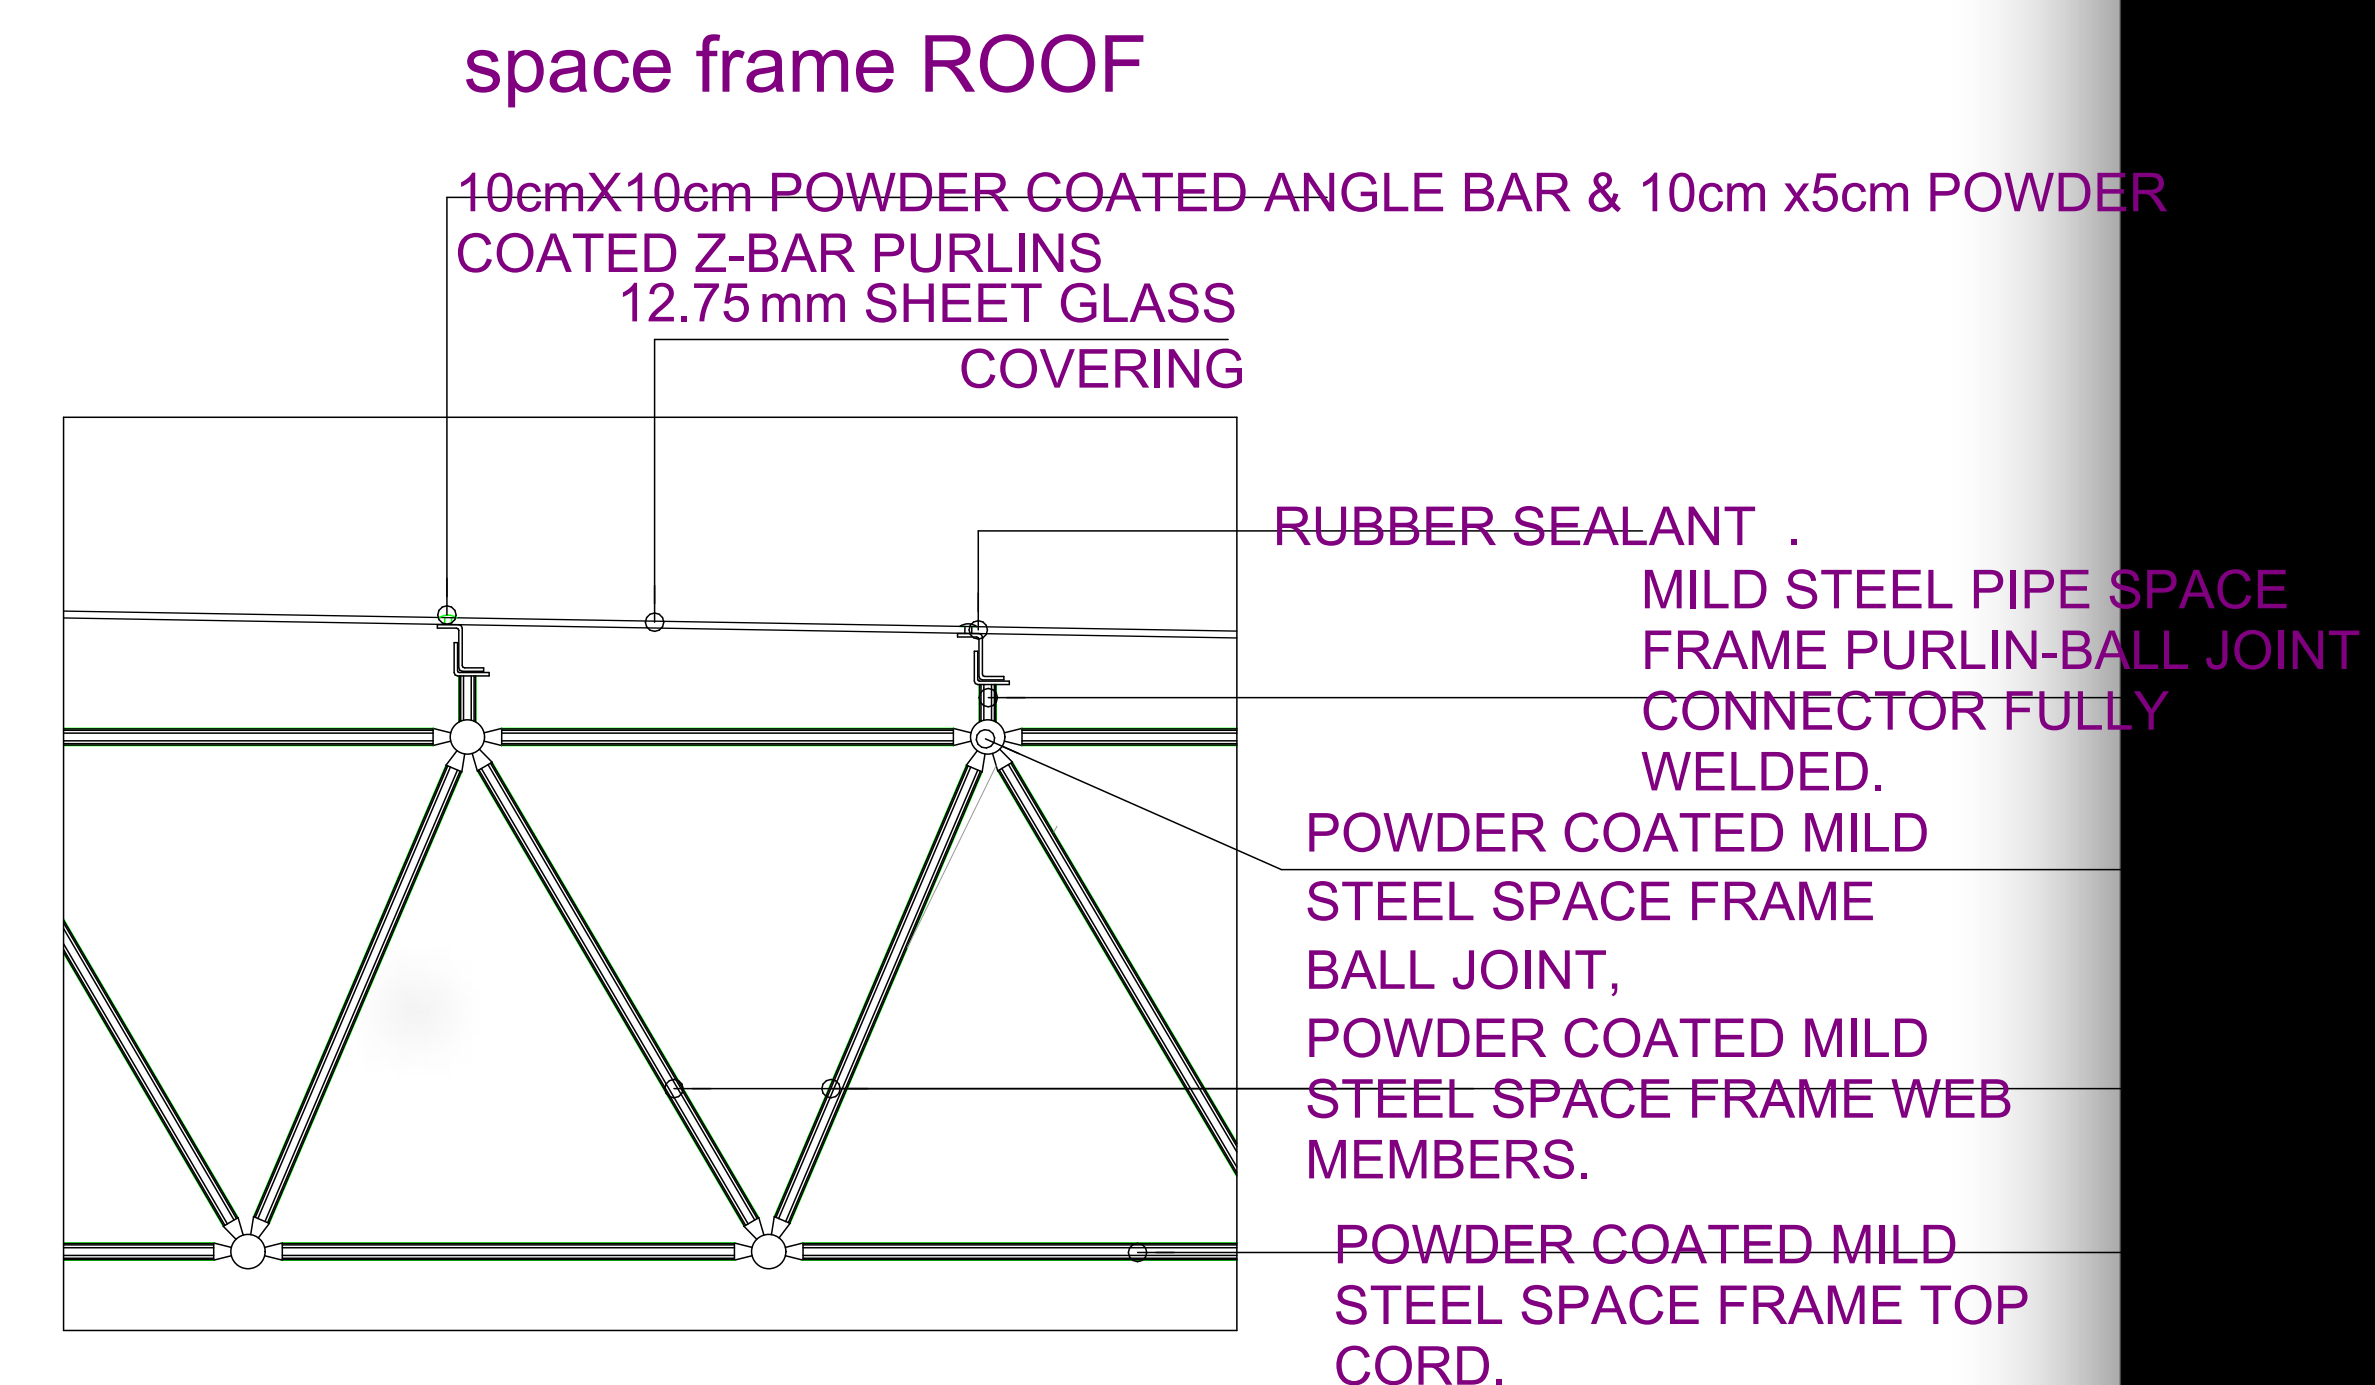 space frame ROOF
10cmX10cm POWDER COATED ANGLE BAR & 10cm x5cm POWDER
COATED Z-BAR PURLINS
12.75 mm SHEET GLASS
COVERING
RUBBER SEALANT .
MILD STEEL PIPE SPACE
FRAME PURLIN-BALL JOINT
CONNECTOR FULLY
WELDED.
POWDER COATED MILD
STEEL SPACE FRAME
BALL JOINT,
POWDER COATED MILD
STEEL SPACE FRAME WEB
MEMBERS.
POWDER COATED MILD
STEEL SPACE FRAME TOP
CORD.